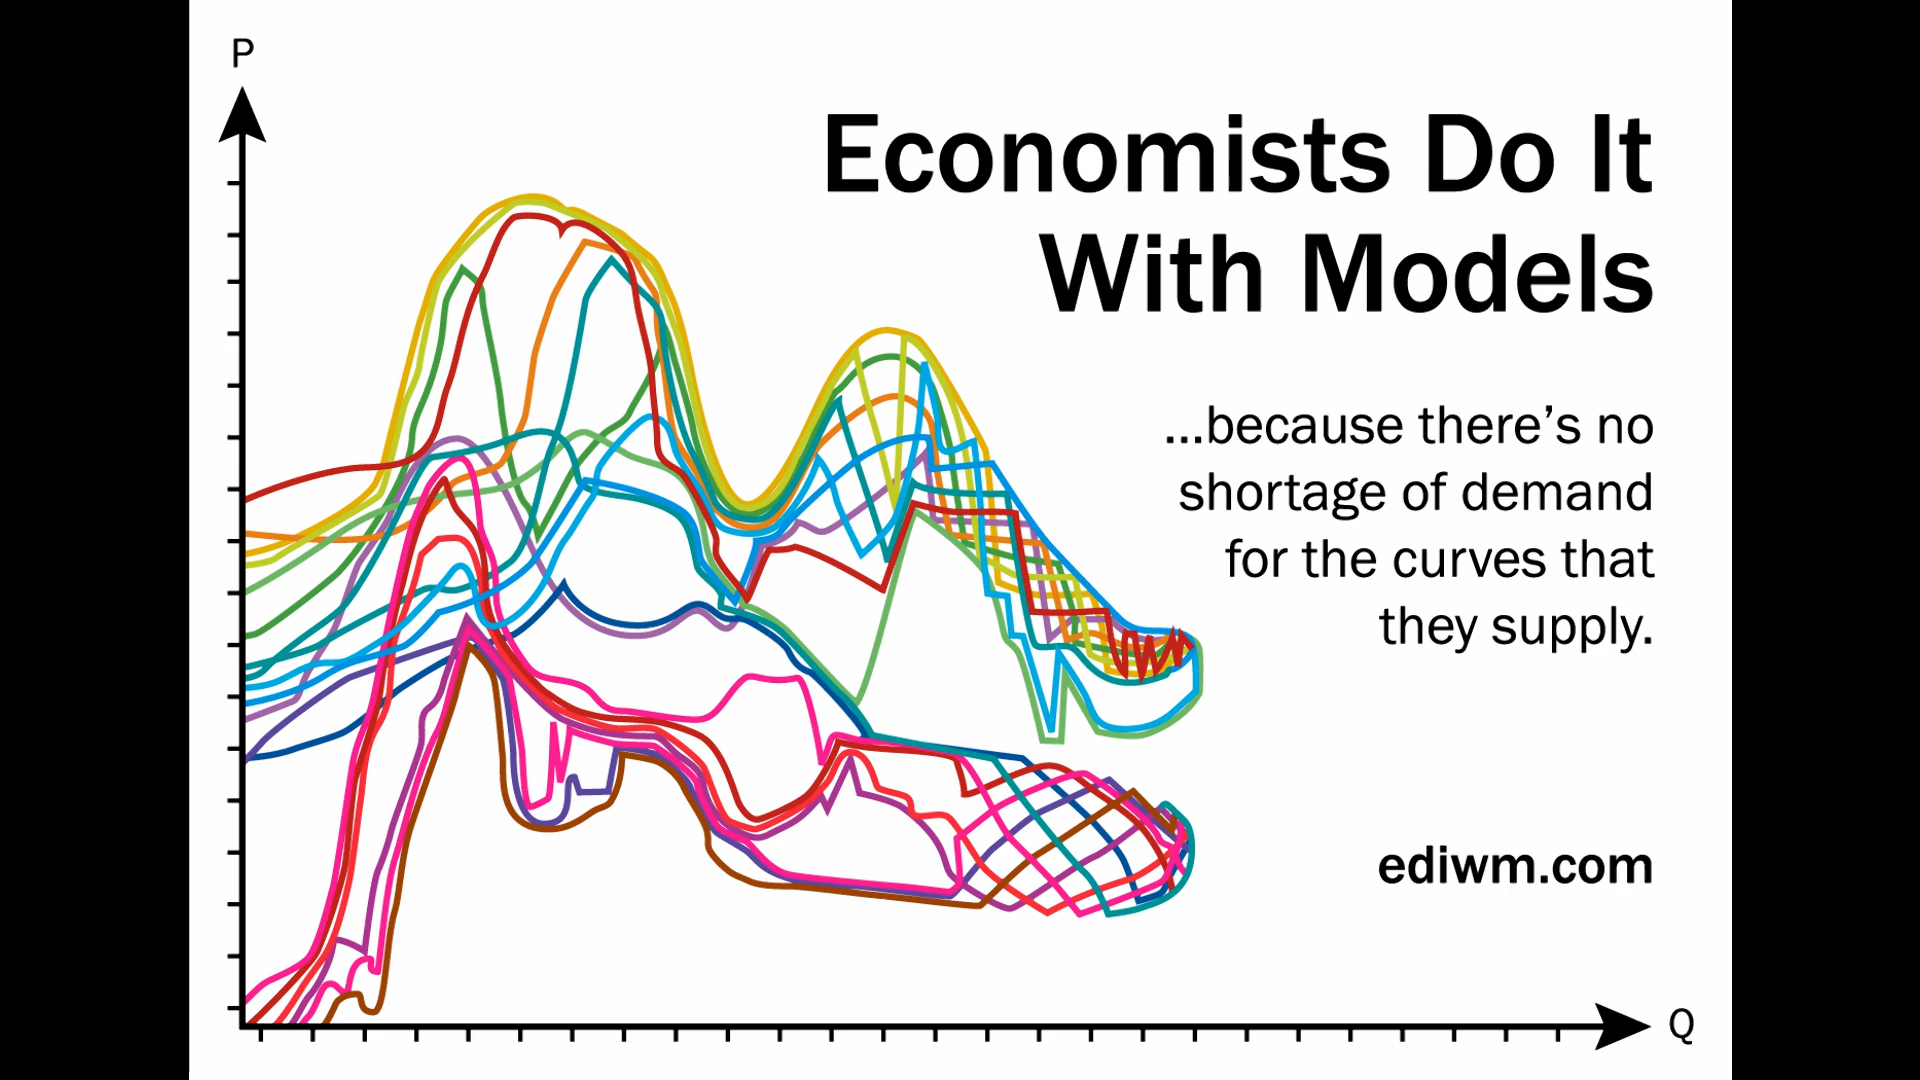 P
Economists Do It
With Models
...because there’s no
shortage of demand
for the curves that
they supply.
ediwm.com
Q